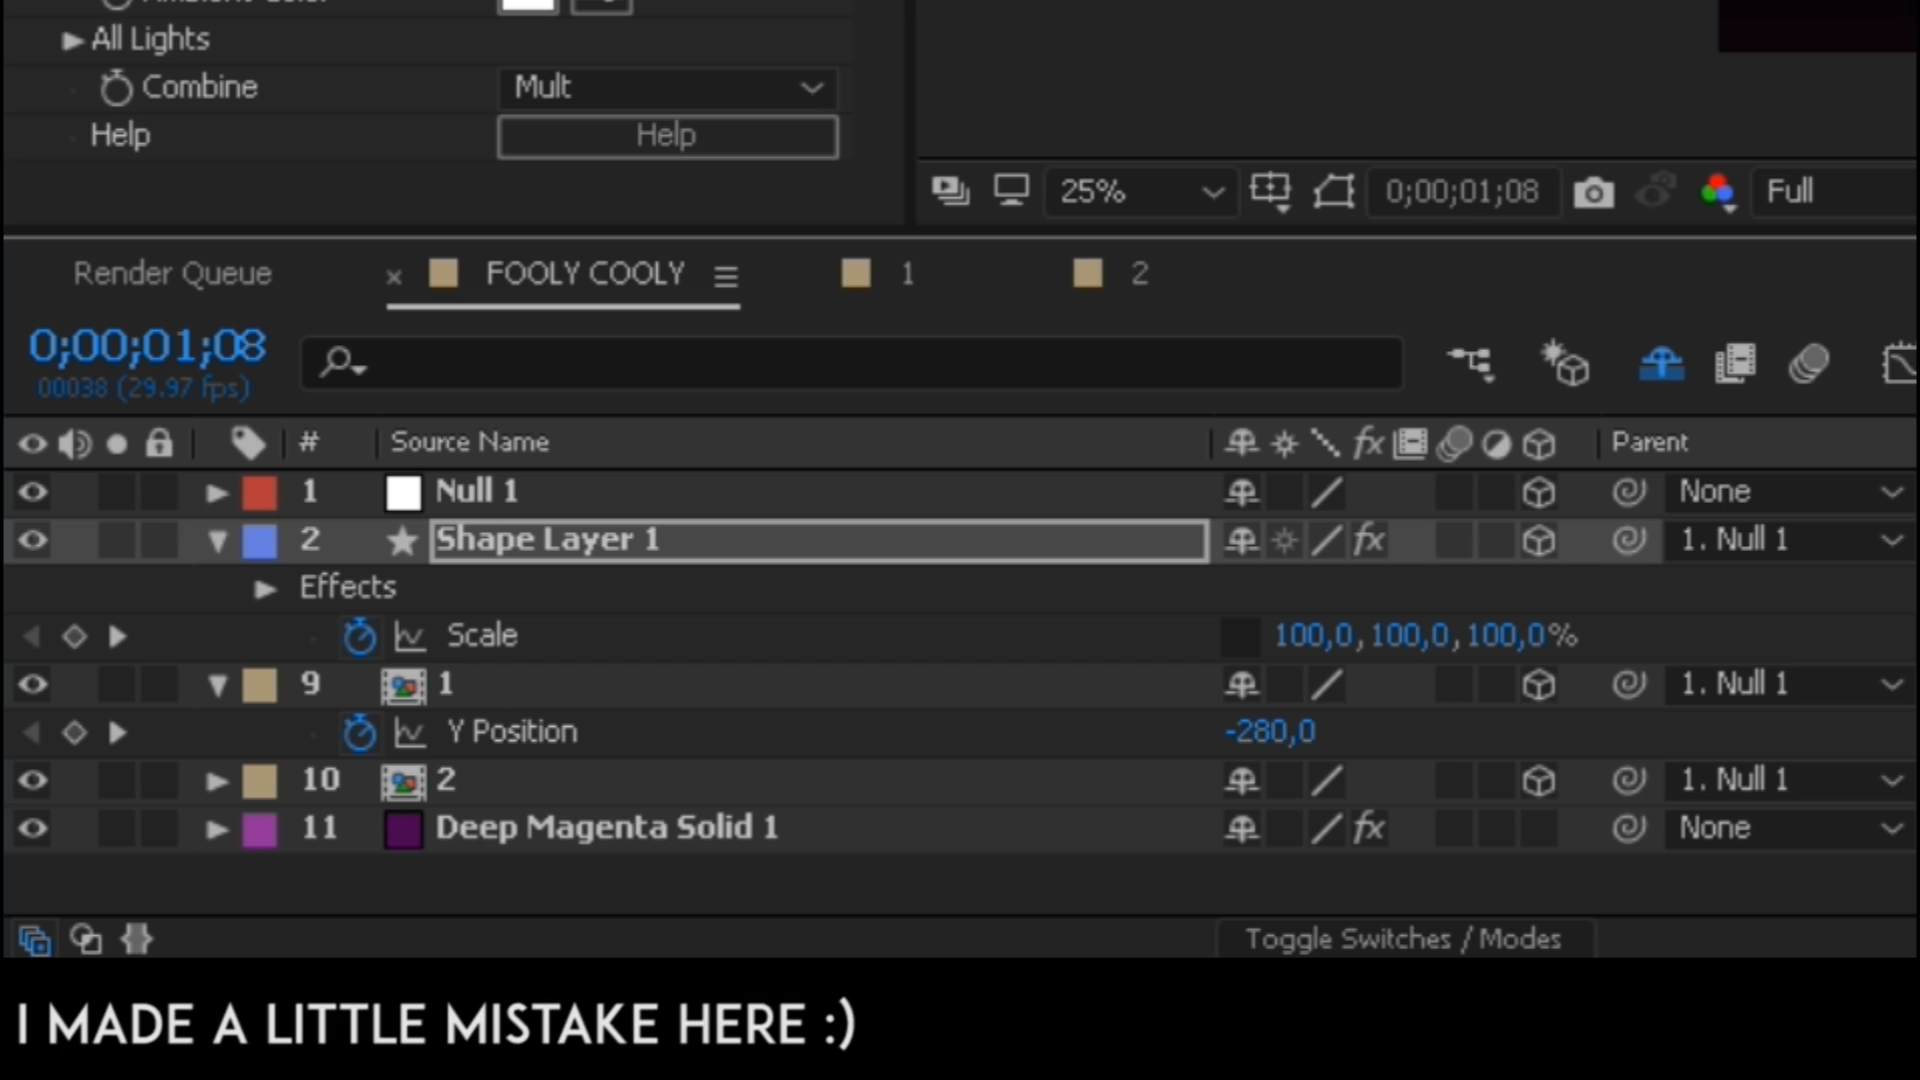 All Lights
Combine Mult
Help Help
25% 0;00;01;08 Full
Render Queue × FOOLY COOLY 1 2
0;00;01;08
00038 (29.97 fps)
# Source Name fx Parent
1 Null 1 None
2 Shape Layer 1 fx 1. Null 1
Effects
Scale 100,0, 100,0, 100,0%
9 1 1. Null 1
Y Position -280,0
10 2 1. Null 1
11 Deep Magenta Solid 1 fx None
Toggle Switches / Modes
I MADE A LITTLE MISTAKE HERE :)